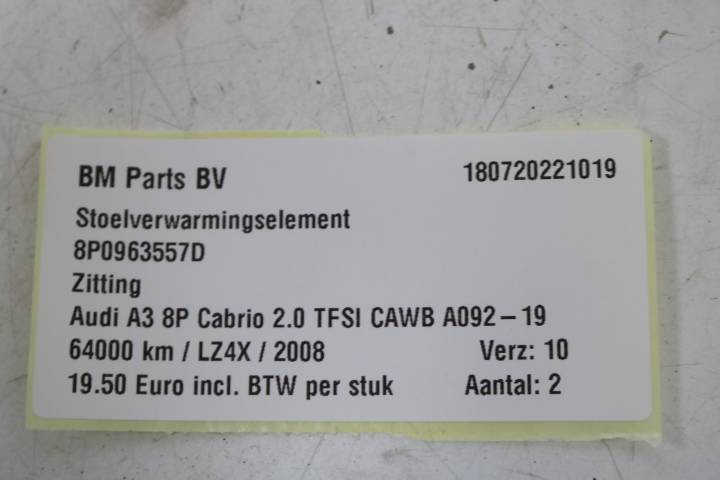 BM Parts BV 180720221019
Stoelverwarmingselement
8P0963557D
Zitting
Audi A3 8P Cabrio 2.0 TFSI CAWB A092 – 19
64000 km / LZ4X / 2008 Verz: 10
19.50 Euro incl. BTW per stuk Aantal: 2